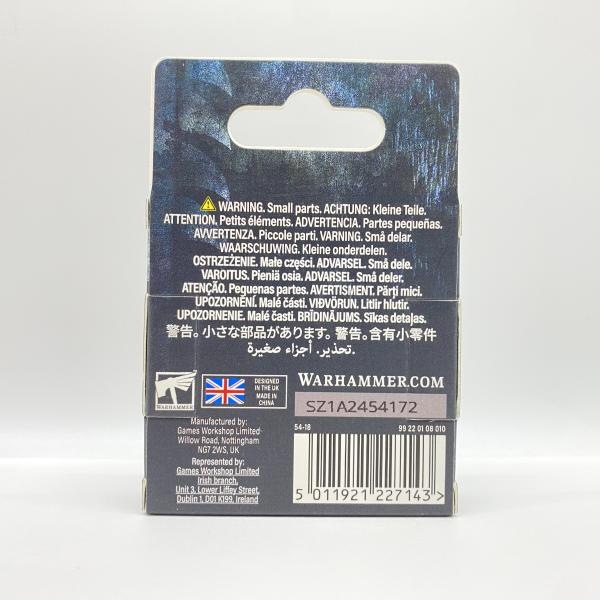 WARNING. Small parts. ACHTUNG: Kleine Teile.
ATTENTION. Petits éléments. ADVERTENCIA. Partes pequeñas.
AVVERTENZA. Piccole parti. VARNING. Små delar.
WAARSCHUWING. Kleine onderdelen.
OSTRZEŻENIE. Małe części. ADVARSEL. Små dele.
VAROITUS. Pieniä osia. ADVARSEL. Små deler.
ATENÇÃO. Pequenas partes. AVERTISMENT. Părți mici.
UPOZORNĚNÍ. Malé části. VIÐVÖRUN. Litlir hlutir.
UPOZORNENIE. Malé časti. BRĪDINĀJUMS. Sīkas detaļas.
警告。小さな部品があります。警告。含有小零件
تحذير. أجزاء صغيرة.
WARHAMMER
DESIGNED
IN THE UK
MADE IN
CHINA
WARHAMMER.COM
SZ1A2454172
Manufactured by:
Games Workshop Limited
Willow Road, Nottingham
NG7 2WS, UK
Represented by:
Games Workshop Limited
Irish branch,
Unit 3, Lower Liffey Street,
Dublin 1, D01 K199, Ireland
54-18 99 22 01 08 010
5 011921 227143 >